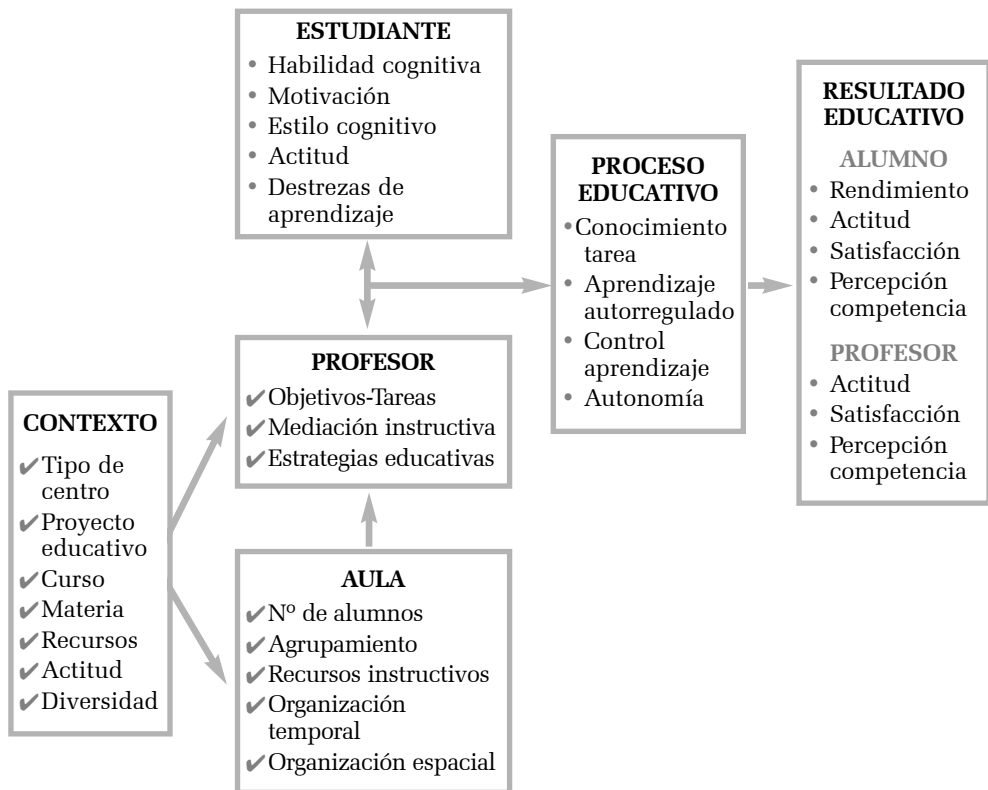 ESTUDIANTE
• Habilidad cognitiva
• Motivación
• Estilo cognitivo
• Actitud
• Destrezas de
aprendizaje
PROFESOR
✔Objetivos-Tareas
✔Mediación instructiva
✔Estrategias educativas
CONTEXTO
✔Tipo de
centro
✔Proyecto
educativo
✔Curso
✔Materia
✔Recursos
✔Actitud
✔Diversidad
AULA
✔Nº de alumnos
✔Agrupamiento
✔Recursos instructivos
✔Organización
temporal
✔Organización espacial
PROCESO
EDUCATIVO
•Conocimiento
tarea
• Aprendizaje
autorregulado
• Control
aprendizaje
• Autonomía
RESULTADO
EDUCATIVO
ALUMNO
• Rendimiento
• Actitud
• Satisfacción
• Percepción
competencia
PROFESOR
• Actitud
• Satisfacción
• Percepción
competencia